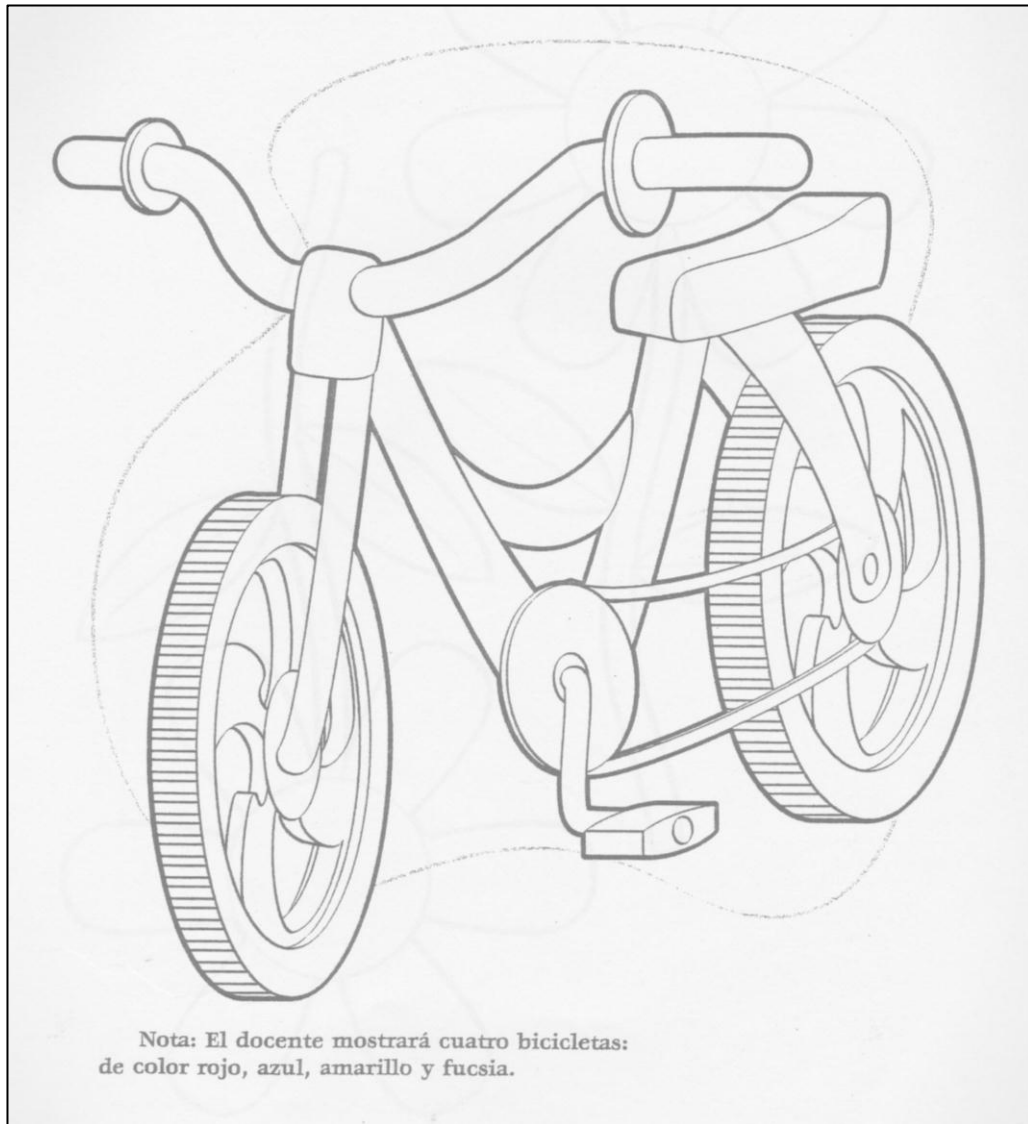 Nota: El docente mostrará cuatro bicicletas:
de color rojo, azul, amarillo y fucsia.